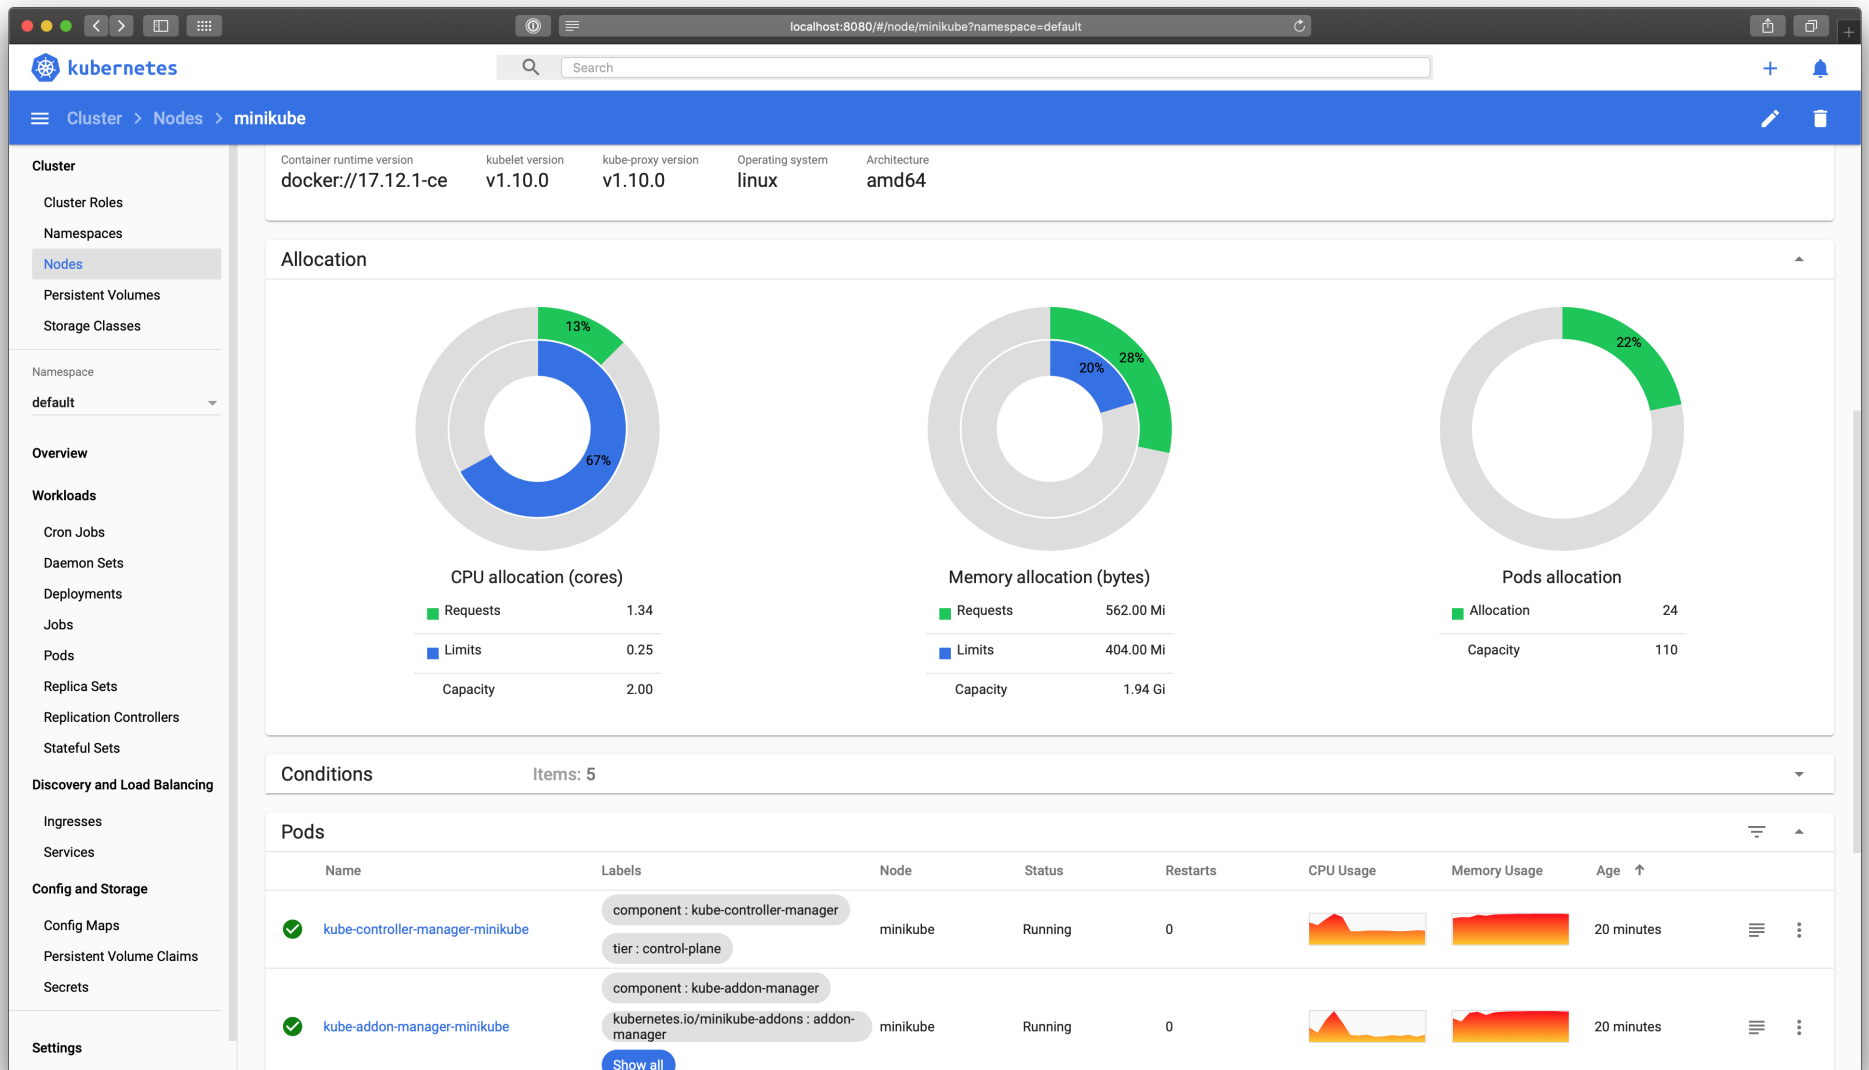 localhost:8080/#/node/minikube?namespace=default
kubernetes
Search
Cluster > Nodes > minikube
Cluster
Cluster Roles
Namespaces
Nodes
Persistent Volumes
Storage Classes
Namespace
default
Overview
Workloads
Cron Jobs
Daemon Sets
Deployments
Jobs
Pods
Replica Sets
Replication Controllers
Stateful Sets
Discovery and Load Balancing
Ingresses
Services
Config and Storage
Config Maps
Persistent Volume Claims
Secrets
Settings
Container runtime version
docker://17.12.1-ce
kubelet version
v1.10.0
kube-proxy version
v1.10.0
Operating system
linux
Architecture
amd64
Allocation
13%
67%
CPU allocation (cores)
Requests 1.34
Limits 0.25
Capacity 2.00
28%
20%
Memory allocation (bytes)
Requests 562.00 Mi
Limits 404.00 Mi
Capacity 1.94 Gi
22%
Pods allocation
Allocation 24
Capacity 110
Conditions Items: 5
Pods
Name Labels Node Status Restarts CPU Usage Memory Usage Age
kube-controller-manager-minikube
component : kube-controller-manager
tier : control-plane
minikube Running 0 20 minutes
kube-addon-manager-minikube
component : kube-addon-manager
kubernetes.io/minikube-addons : addon-
manager
Show all
minikube Running 0 20 minutes